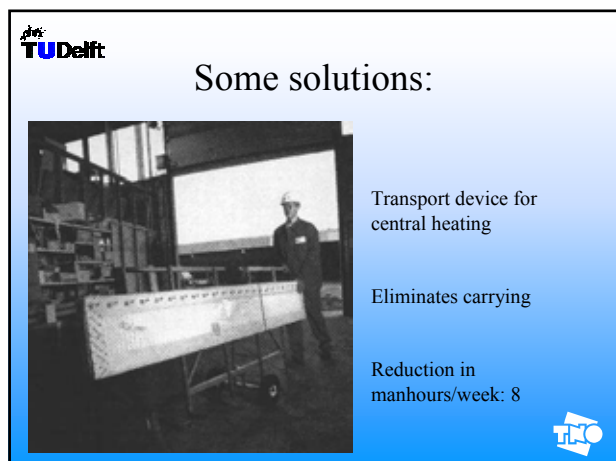 TUDelft
Some solutions:
Transport device for
central heating
Eliminates carrying
Reduction in
manhours/week: 8
TNO